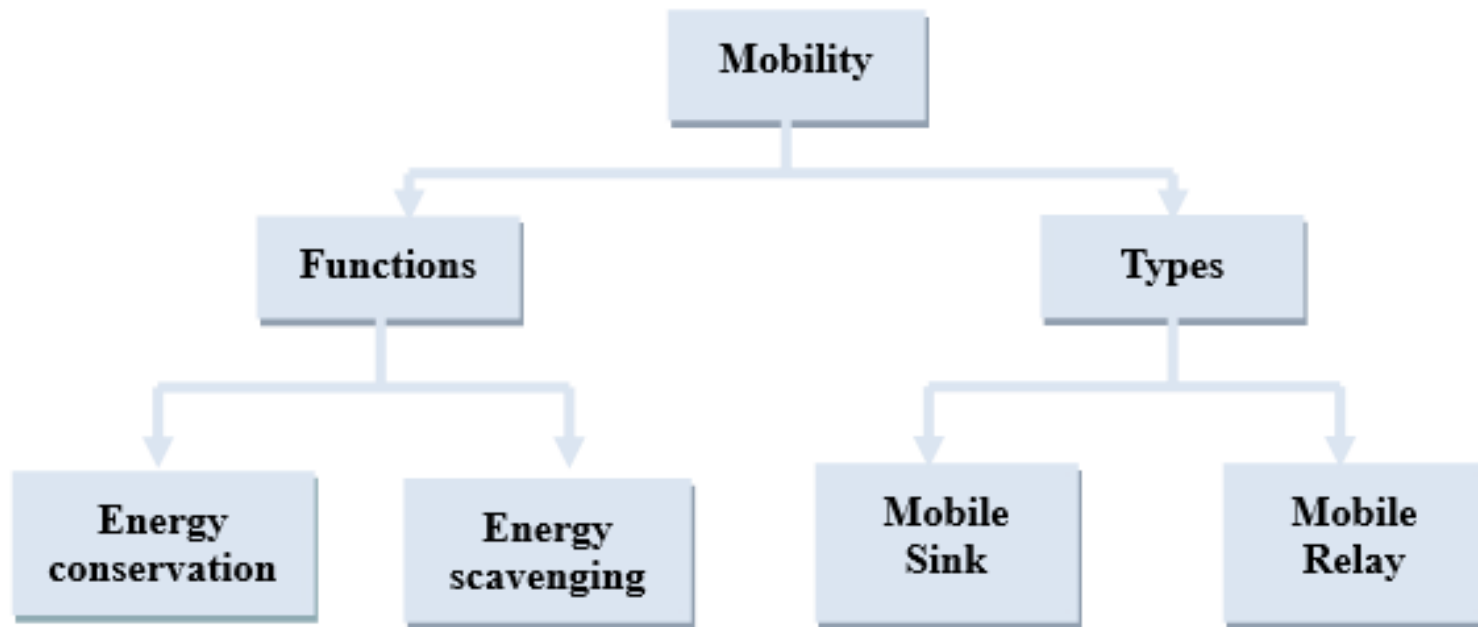 Mobility
Functions
Types
Energy
conservation
Energy
scavenging
Mobile
Sink
Mobile
Relay